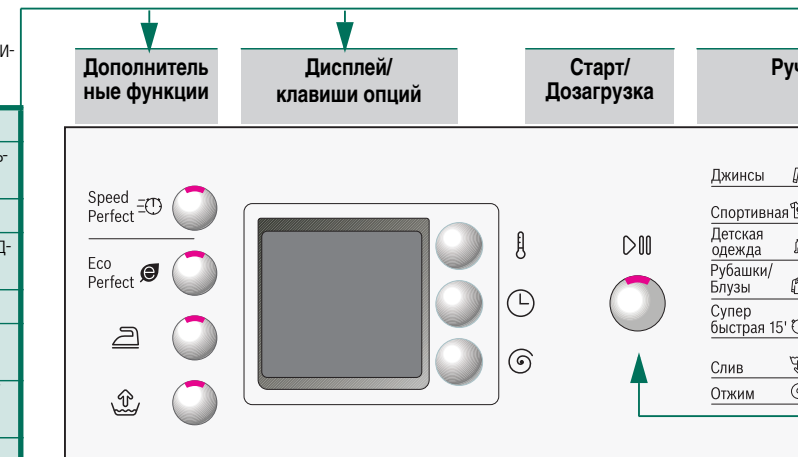 Дополнитель
ные функции
Дисплей/
клавиши опций
Старт/
Дозагрузка
Speed
Perfect
Eco
Perfect
Джинсы
Спортивная
Детская
одежда
Рубашки/
Блузы
Супер
быстрая 15'
Слив
Отжим